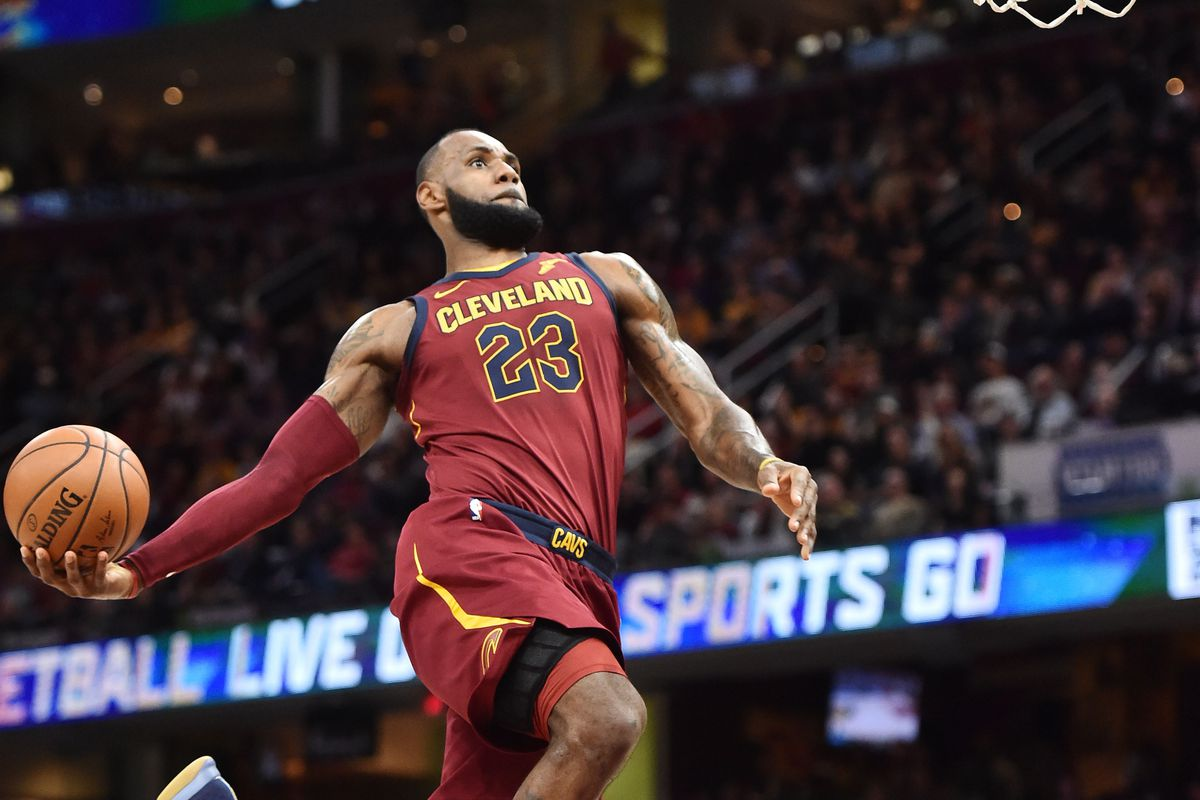 CLEVELAND
23
SPALDING
CAVS
ETBALL LIVE O
SPORTS GO